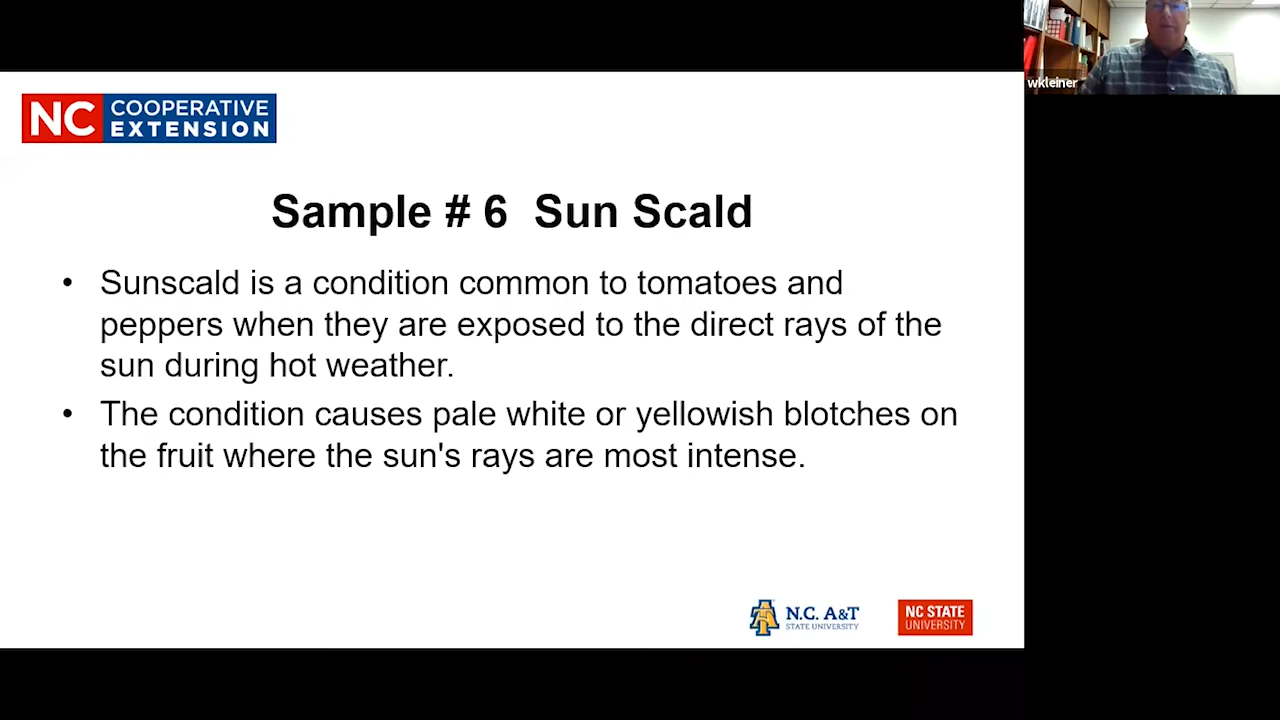 wkleiner
NC COOPERATIVE
EXTENSION
Sample # 6 Sun Scald
• Sunscald is a condition common to tomatoes and
peppers when they are exposed to the direct rays of the
sun during hot weather.
• The condition causes pale white or yellowish blotches on
the fruit where the sun's rays are most intense.
N.C. A&T
STATE UNIVERSITY
NC STATE
UNIVERSITY